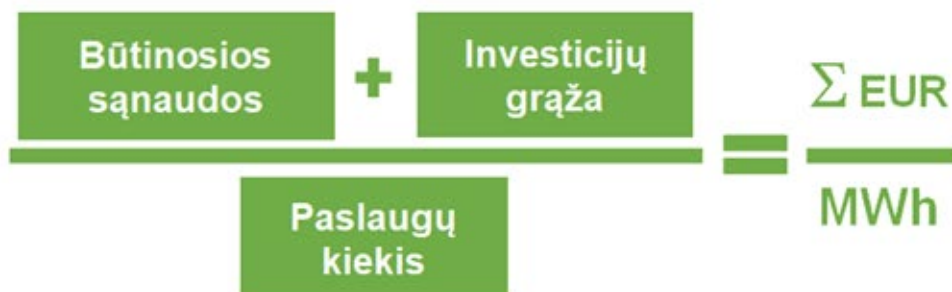 Būtinosios
sąnaudos
+
Investicijų
grąža
Paslaugų
kiekis
=
Σ EUR
MWh